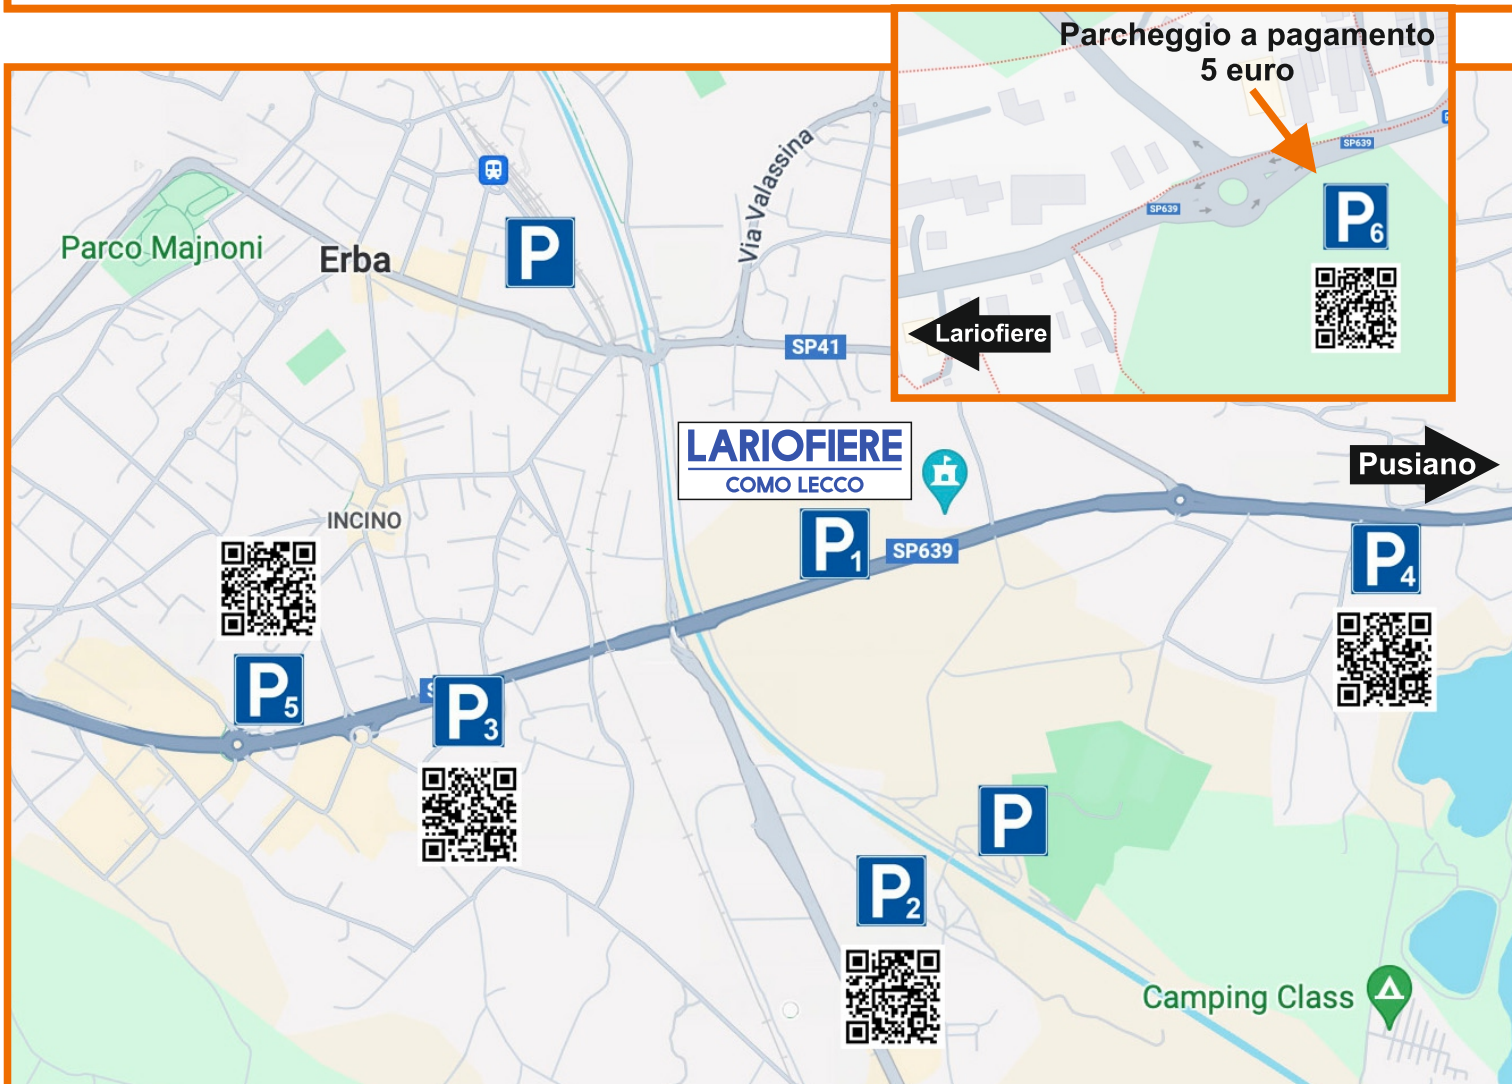 Parcheggio a pagamento
5 euro
SP639
SP639
P6
Lariofiere
Via Valassina
Parco Majnoni
Erba
P
SP41
LARIOFIERE
COMO LECCO
Pusiano
INCINO
P1
SP639
P4
P5
S
P3
P
P2
Camping Class